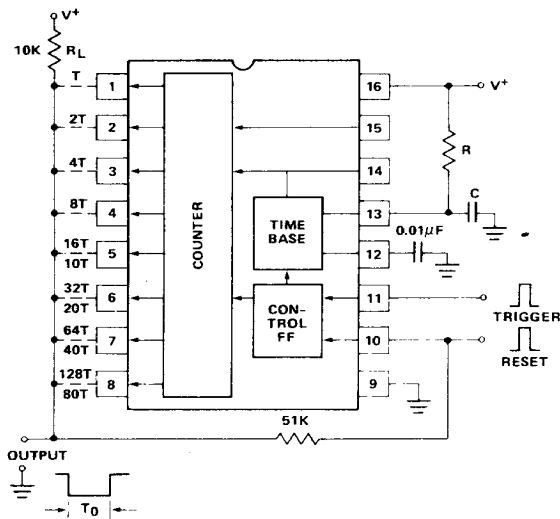 V+
10K
RL
T
1
2T
2
4T
3
8T
4
16T
10T
5
32T
20T
6
64T
40T
7
128T
80T
8
COUNTER
TIME
BASE
CON-
TROL
FF
16
V+
15
R
14
13
C
12
0.01μF
11
TRIGGER
10
RESET
9
51K
OUTPUT
T0